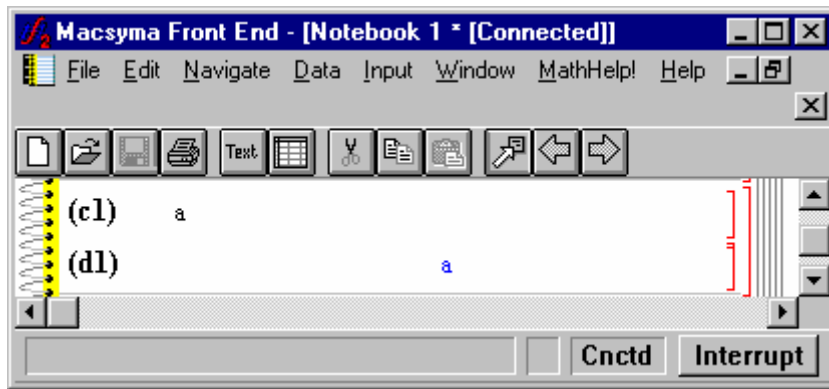 Macsyma Front End - [Notebook 1 * [Connected]]
File Edit Navigate Data Input Window MathHelp! Help
Text
(c1) a
(d1) a
Cnctd Interrupt